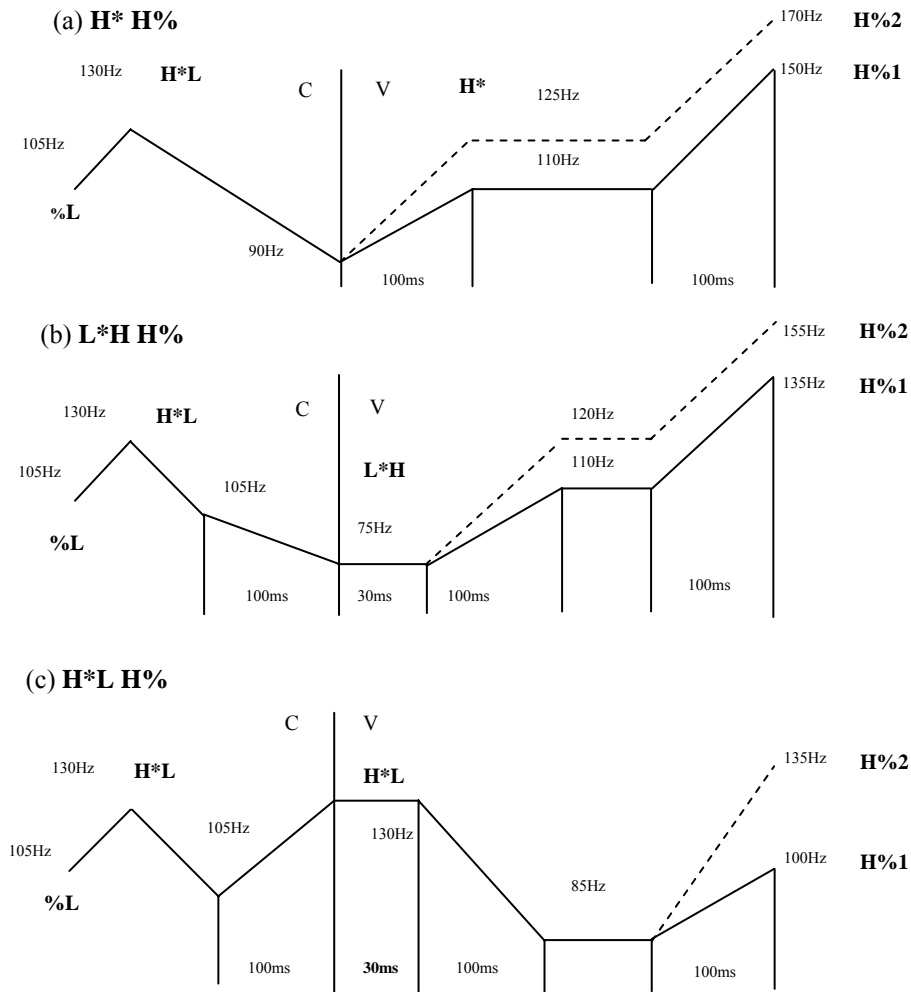 (a) H* H%
170Hz H%2
130Hz H*L
C V H* 125Hz
150Hz H%1
105Hz
110Hz
%L
90Hz
100ms 100ms
(b) L*H H%
155Hz H%2
130Hz H*L C V
120Hz
135Hz H%1
105Hz 105Hz L*H 110Hz
%L 75Hz
100ms 30ms 100ms 100ms
(c) H*L H%
C V
130Hz H*L H*L 135Hz H%2
105Hz 105Hz 130Hz
100Hz H%1
%L 85Hz
100ms 30ms 100ms 100ms